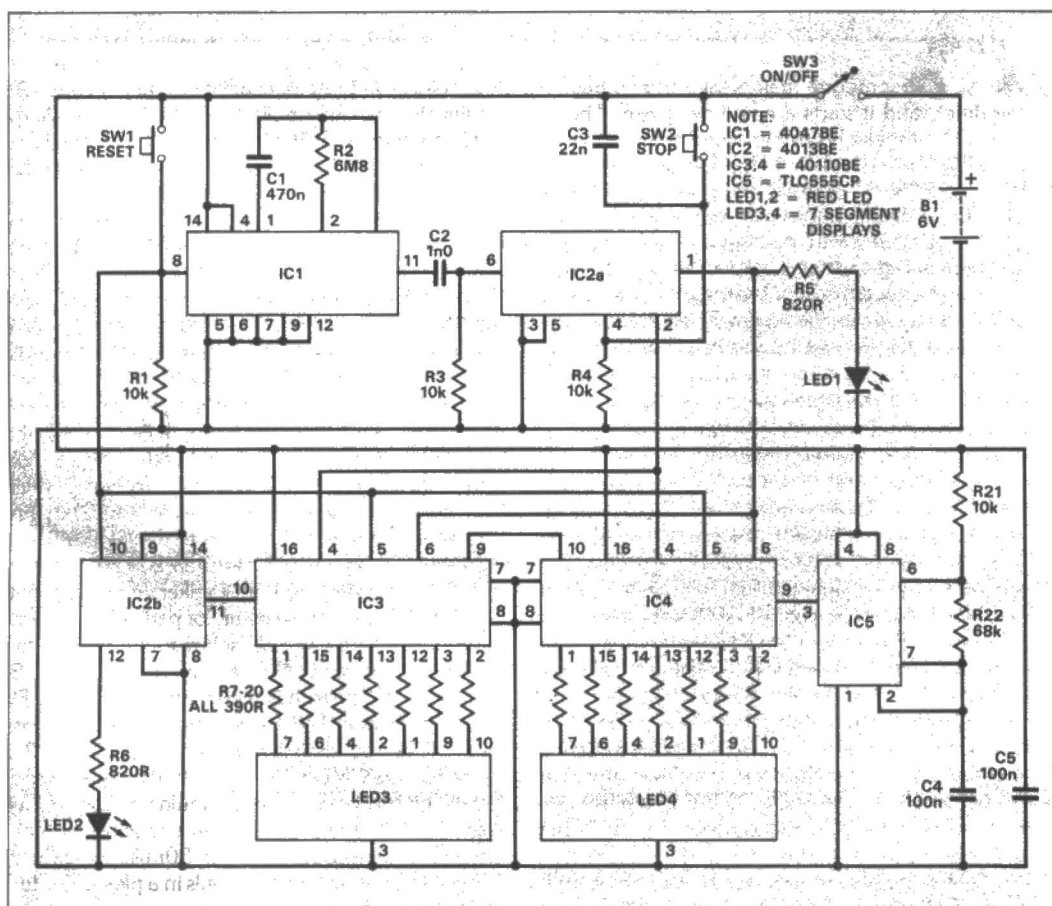 SW3
ON/OFF
SW1
RESET
C1
470n
R2
6M8
C3
22n
SW2
STOP
NOTE:
IC1 = 4047BE
IC2 = 4013BE
IC3,4 = 40110BE
IC5 = TLC555CP
LED1,2 = RED LED
LED3,4 = 7 SEGMENT
DISPLAYS
B1
6V
+
14 4 1 2
8 IC1 11
C2
1n0
6 IC2a 1
R5
820R
5 6 7 9 12
3 5 4 2
R1
10k
R3
10k
R4
10k
LED1
R21
10k
10 9 14
16 4 5 6 9
10 16 4 5 6
4 8
IC2b
10
11
IC3
7 7
8 8
IC4
9
3
IC5
6
7
R22
68k
12 7 8
1 15 14 13 12 3 2
1 15 14 13 12 3 2
1 2
R7-20
ALL 390R
R6
820R
7 6 4 2 1 9 10
7 6 4 2 1 9 10
LED2
LED3
LED4
C4
100n
C5
100n
3
3